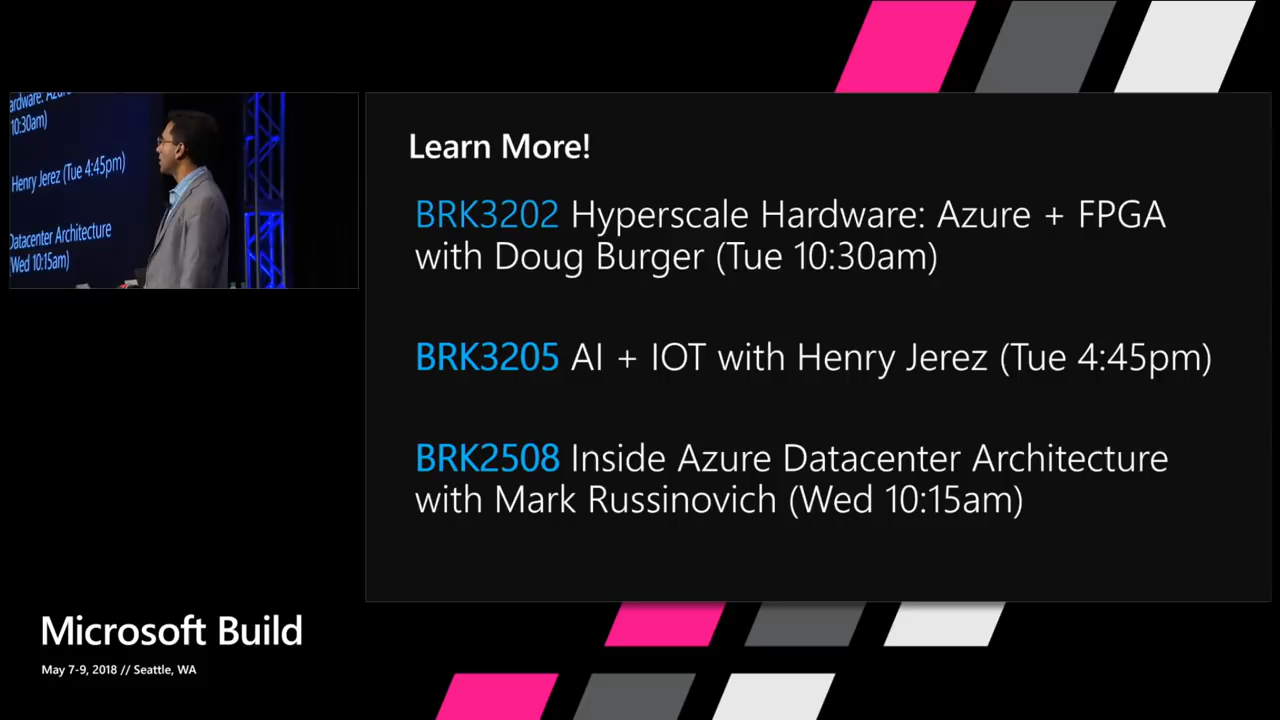 ardware: Azu
10:30am)
Henry Jerez (Tue 4:45pm)
Datacenter Architecture
Wed 10:15am)
Learn More!
BRK3202 Hyperscale Hardware: Azure + FPGA
with Doug Burger (Tue 10:30am)
BRK3205 AI + IOT with Henry Jerez (Tue 4:45pm)
BRK2508 Inside Azure Datacenter Architecture
with Mark Russinovich (Wed 10:15am)
Microsoft Build
May 7-9, 2018 // Seattle, WA